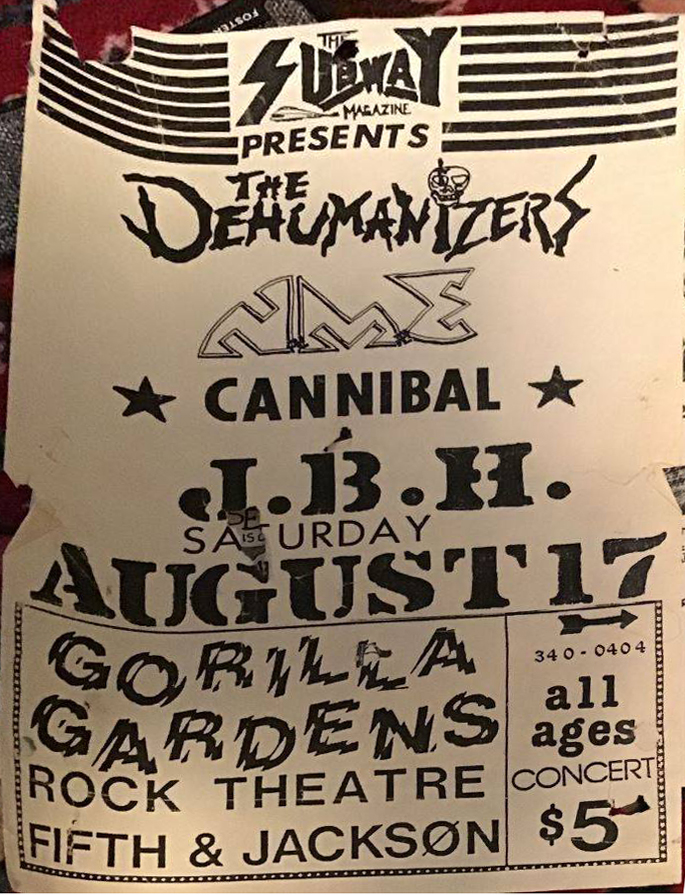 FOSTER
THE
SUBWAY
MAGAZINE
PRESENTS
THE
DEHUMANIZERS
NME
★ CANNIBAL ★
J.B.H.
SATURDAY
AUGUST 17
GORILLA
GARDENS
ROCK THEATRE
FIFTH & JACKSØN
340-0404
all
ages
CONCERT
$5